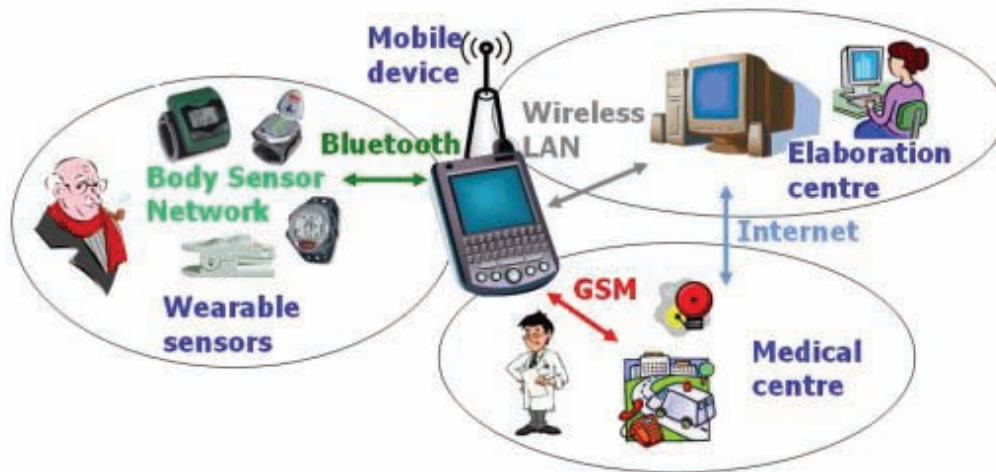 Mobile
device
Wireless
LAN
Bluetooth
Body Sensor
Network
Elaboration
centre
Internet
Wearable
sensors
GSM
Medical
centre